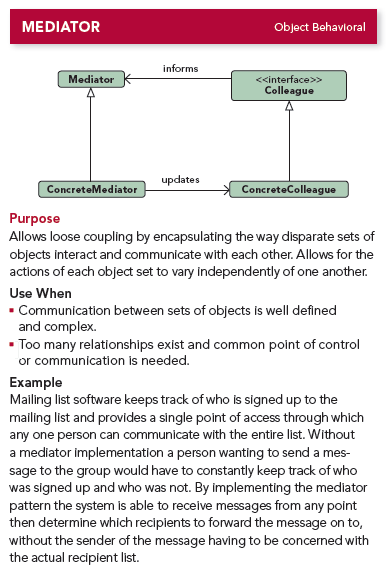 MEDIATOR
Object Behavioral
informs
Mediator
<<interface>>
Colleague
updates
ConcreteMediator
ConcreteColleague
Purpose
Allows loose coupling by encapsulating the way disparate sets of
objects interact and communicate with each other. Allows for the
actions of each object set to vary independently of one another.
Use When
▪ Communication between sets of objects is well defined
and complex.
▪ Too many relationships exist and common point of control
or communication is needed.
Example
Mailing list software keeps track of who is signed up to the
mailing list and provides a single point of access through which
any one person can communicate with the entire list. Without
a mediator implementation a person wanting to send a mes-
sage to the group would have to constantly keep track of who
was signed up and who was not. By implementing the mediator
pattern the system is able to receive messages from any point
then determine which recipients to forward the message on to,
without the sender of the message having to be concerned with
the actual recipient list.